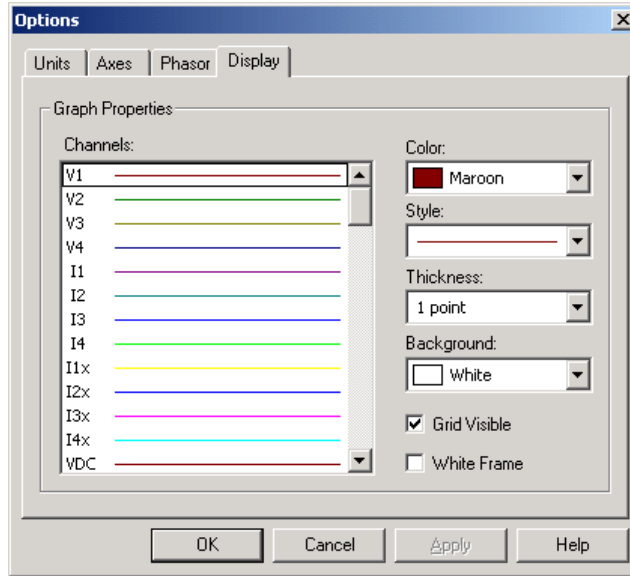 Options
Units
Axes
Phasor
Display
Graph Properties
Channels:
V1
V2
V3
V4
I1
I2
I3
I4
I1x
I2x
I3x
I4x
VDC
Color:
Maroon
Style:
Thickness:
1 point
Background:
White
Grid Visible
White Frame
OK
Cancel
Apply
Help